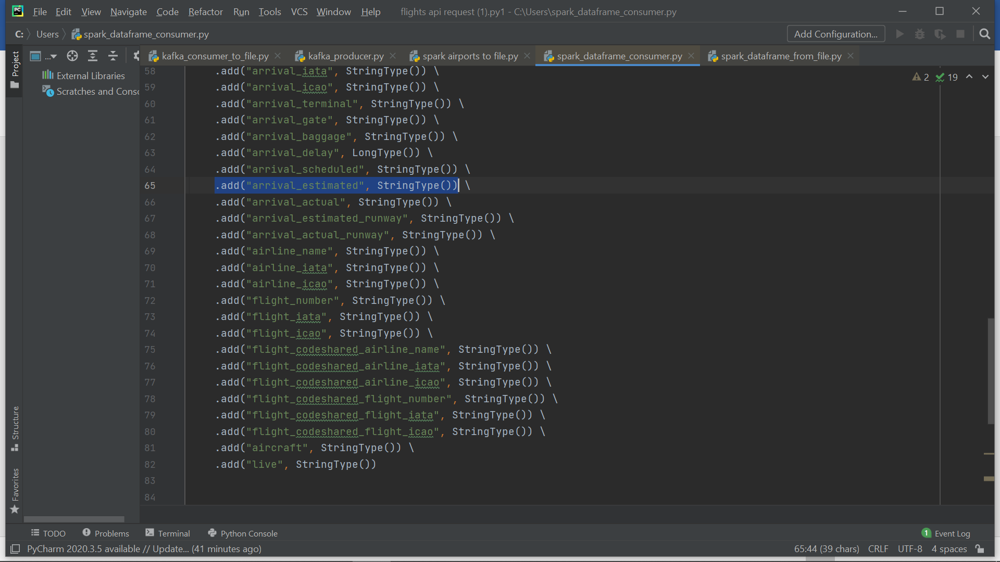 PC File Edit View Navigate Code Refactor Run Tools VCS Window Help flights api request (1).py1 - C:\Users\spark_dataframe_consumer.py
C: Users spark_dataframe_consumer.py Add Configuration...
Project ... kafka_consumer_to_file.py kafka_producer.py spark airports to file.py spark_dataframe_consumer.py spark_dataframe_from_file.py
External Libraries
Scratches and Conso
2 19
58 .add("arrival_iata", StringType()) \
59 .add("arrival_icao", StringType()) \
60 .add("arrival_terminal", StringType()) \
61 .add("arrival_gate", StringType()) \
62 .add("arrival_baggage", StringType()) \
63 .add("arrival_delay", LongType()) \
64 .add("arrival_scheduled", StringType()) \
65 .add("arrival_estimated", StringType()) \
66 .add("arrival_actual", StringType()) \
67 .add("arrival_estimated_runway", StringType()) \
68 .add("arrival_actual_runway", StringType()) \
69 .add("airline_name", StringType()) \
70 .add("airline_iata", StringType()) \
71 .add("airline_icao", StringType()) \
72 .add("flight_number", StringType()) \
73 .add("flight_iata", StringType()) \
74 .add("flight_icao", StringType()) \
75 .add("flight_codeshared_airline_name", StringType()) \
76 .add("flight_codeshared_airline_iata", StringType()) \
77 .add("flight_codeshared_airline_icao", StringType()) \
78 .add("flight_codeshared_flight_number", StringType()) \
79 .add("flight_codeshared_flight_iata", StringType()) \
80 .add("flight_codeshared_flight_icao", StringType()) \
81 .add("aircraft", StringType()) \
82 .add("live", StringType())
83
84
Structure
Favorites
TODO Problems Terminal Python Console 1 Event Log
PyCharm 2020.3.5 available // Update... (41 minutes ago) 65:44 (39 chars) CRLF UTF-8 4 spaces